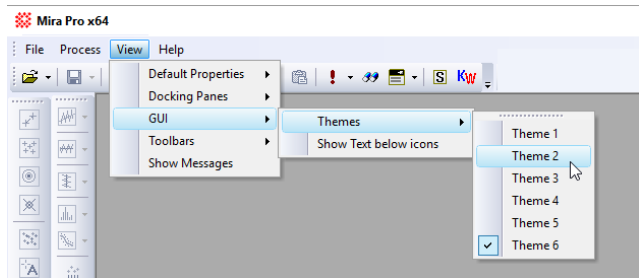 Mira Pro x64
File Process View Help
S KW
Default Properties
Docking Panes
GUI
Toolbars
Show Messages
Themes
Show Text below icons
Theme 1
Theme 2
Theme 3
Theme 4
Theme 5
Theme 6
A